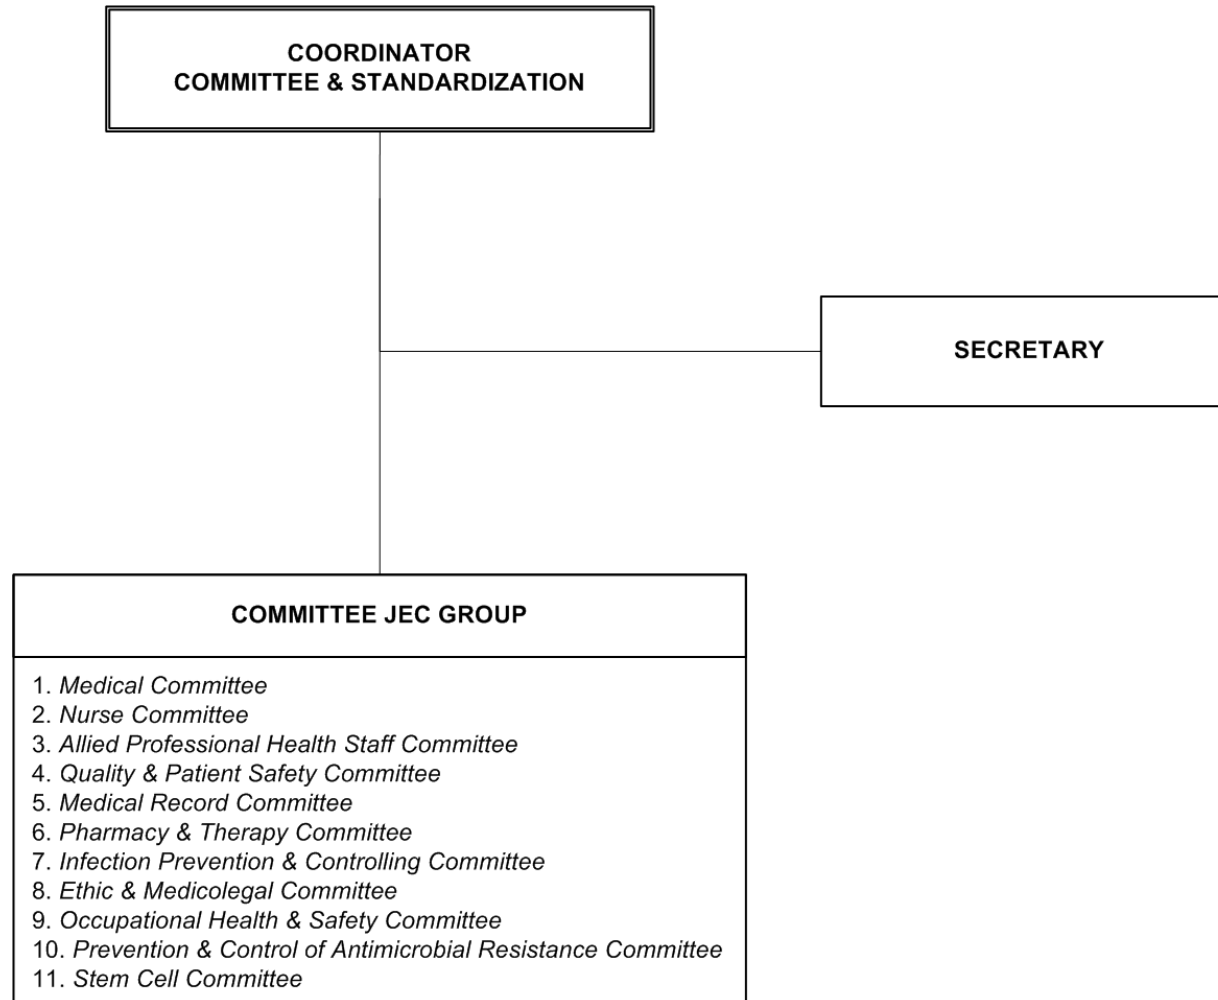 COORDINATOR
COMMITTEE & STANDARDIZATION
SECRETARY
COMMITTEE JEC GROUP
1. Medical Committee
2. Nurse Committee
3. Allied Professional Health Staff Committee
4. Quality & Patient Safety Committee
5. Medical Record Committee
6. Pharmacy & Therapy Committee
7. Infection Prevention & Controlling Committee
8. Ethic & Medicolegal Committee
9. Occupational Health & Safety Committee
10. Prevention & Control of Antimicrobial Resistance Committee
11. Stem Cell Committee